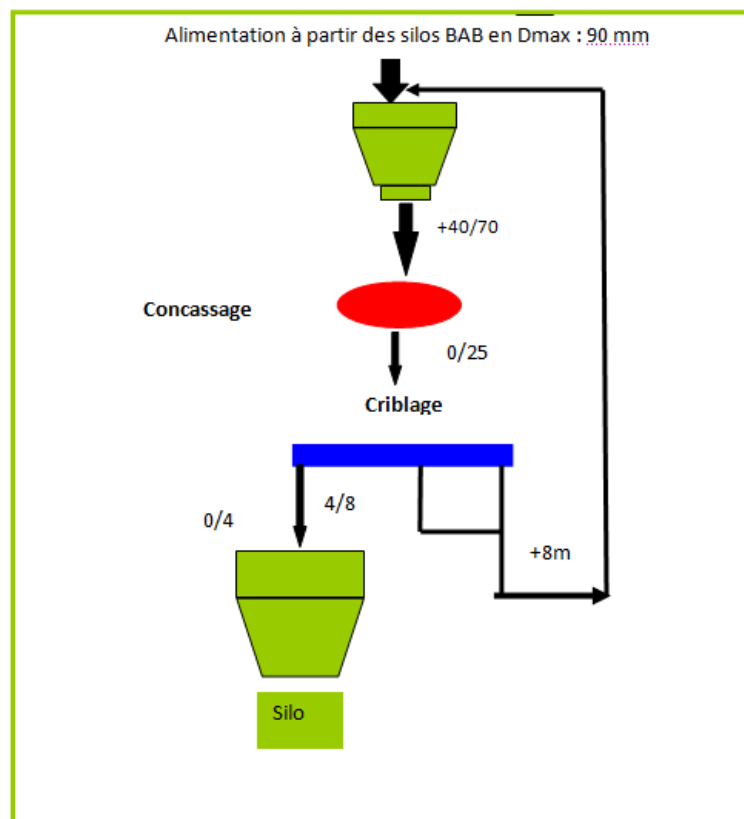 Alimentation à partir des silos BAB en Dmax : 90 mm
+40/70
Concassage
0/25
Criblage
4/8
0/4
+8m
Silo